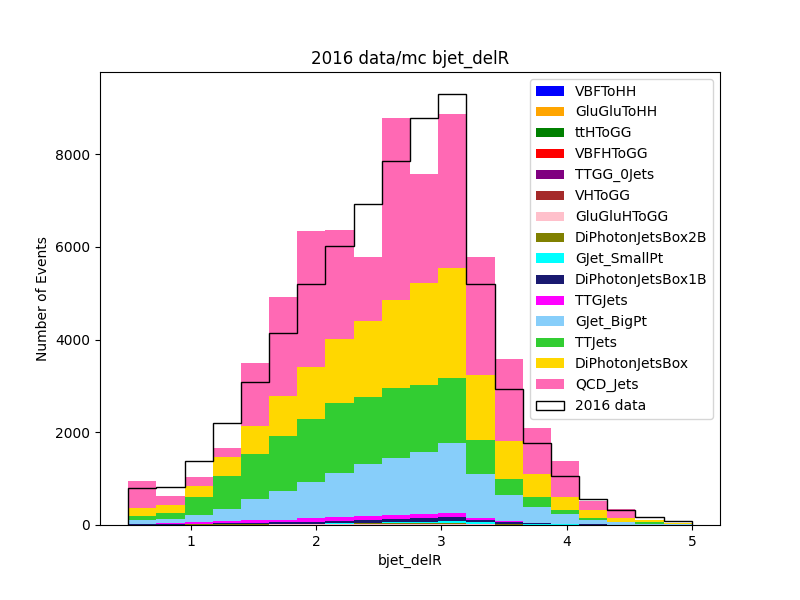 2016 data/mc bjet_delR
Number of Events
8000
6000
4000
2000
0
1
2
3
4
5
bjet_delR
VBFToHH
GluGluToHH
ttHToGG
VBFHToGG
TTGG_0Jets
VHToGG
GluGluHToGG
DiPhotonJetsBox2B
GJet_SmallPt
DiPhotonJetsBox1B
TTGJets
GJet_BigPt
TTJets
DiPhotonJetsBox
QCD_Jets
2016 data